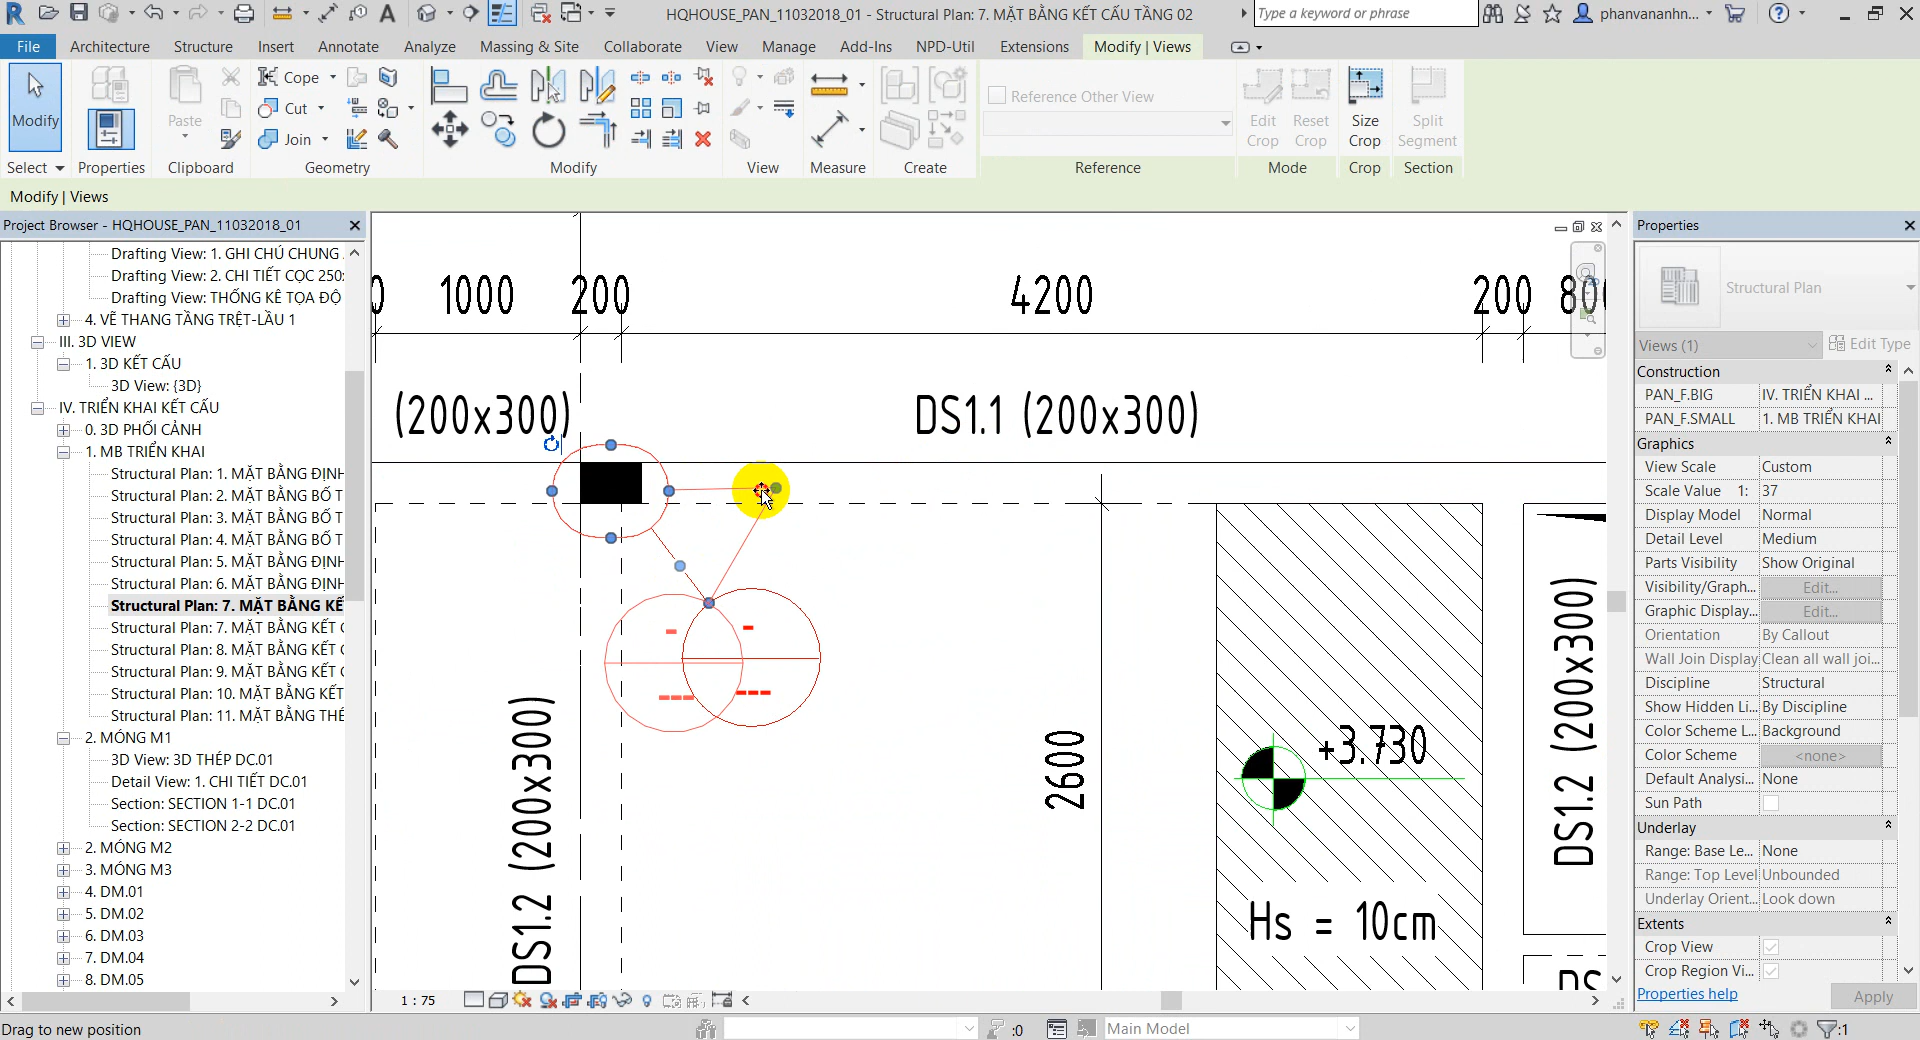 HQHOUSE_PAN_11032018_01 - Structural Plan: 7. MẶT BẰNG KẾT CẤU TẦNG 02
Type a keyword or phrase
phanvananhn...
File Architecture Structure Insert Annotate Analyze Massing & Site Collaborate View Manage Add-Ins NPD-Util Extensions Modify | Views
Modify
Paste
Cope
Cut
Join
Reference Other View
Edit Crop
Reset Crop
Size Crop
Split Segment
Select Properties Clipboard Geometry Modify View Measure Create Reference Mode Crop Section
Modify | Views
Project Browser - HQHOUSE_PAN_11032018_01
Drafting View: 1. GHI CHÚ CHUNG
Drafting View: 2. CHI TIẾT CỌC 250:
Drafting View: THỐNG KÊ TỌA ĐỘ
4. VẼ THANG TẦNG TRỆT-LẦU 1
III. 3D VIEW
1. 3D KẾT CẤU
3D View: {3D}
IV. TRIỂN KHAI KẾT CẤU
0. 3D PHỐI CẢNH
1. MB TRIỂN KHAI
Structural Plan: 1. MẶT BẰNG ĐỊNH
Structural Plan: 2. MẶT BẰNG BỐ T
Structural Plan: 3. MẶT BẰNG BỐ T
Structural Plan: 4. MẶT BẰNG BỐ T
Structural Plan: 5. MẶT BẰNG ĐỊNH
Structural Plan: 6. MẶT BẰNG ĐỊNH
Structural Plan: 7. MẶT BẰNG KẾ
Structural Plan: 7. MẶT BẰNG KẾT C
Structural Plan: 8. MẶT BẰNG KẾT C
Structural Plan: 9. MẶT BẰNG KẾT C
Structural Plan: 10. MẶT BẰNG KẾT
Structural Plan: 11. MẶT BẰNG THÉ
2. MÓNG M1
3D View: 3D THÉP DC.01
Detail View: 1. CHI TIẾT DC.01
Section: SECTION 1-1 DC.01
Section: SECTION 2-2 DC.01
2. MÓNG M2
3. MÓNG M3
4. DM.01
5. DM.02
6. DM.03
7. DM.04
8. DM.05
0 1000 200 4200 200 800
(200x300) DS1.1 (200x300)
DS1.2 (200x300)
2600
+3.730
Hs = 10cm
DS1.2 (200x300)
DS
1 : 75
Properties
Structural Plan
Views (1) Edit Type
Construction
PAN_F.BIG IV. TRIỂN KHAI ...
PAN_F.SMALL 1. MB TRIỂN KHAI
Graphics
View Scale Custom
Scale Value 1: 37
Display Model Normal
Detail Level Medium
Parts Visibility Show Original
Visibility/Graph... Edit...
Graphic Display... Edit...
Orientation By Callout
Wall Join Display Clean all wall joi...
Discipline Structural
Show Hidden Li... By Discipline
Color Scheme L... Background
Color Scheme <none>
Default Analysi... None
Sun Path
Underlay
Range: Base Le... None
Range: Top Level Unbounded
Underlay Orient... Look down
Extents
Crop View
Crop Region Vi...
Properties help Apply
Drag to new position :0 Main Model :1